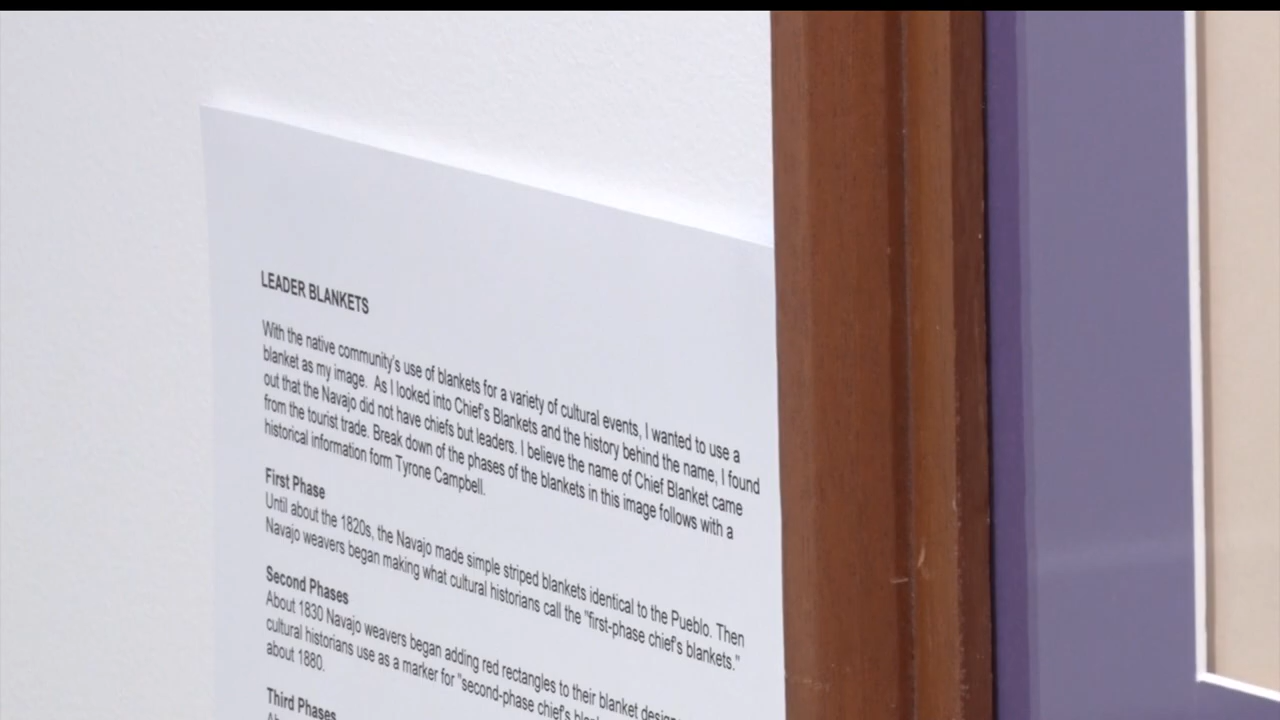 LEADER BLANKETS
With the native community's use of blankets for a variety of cultural events, I wanted to use a
blanket as my image. As I looked into Chief's Blankets and the history behind the name, I found
out that the Navajo did not have chiefs but leaders. I believe the name of Chief Blanket came
from the tourist trade. Break down of the phases of the blankets in this image follows with a
historical information form Tyrone Campbell.
First Phase
Until about the 1820s, the Navajo made simple striped blankets identical to the Pueblo. Then
Navajo weavers began making what cultural historians call the "first-phase chief's blankets."
Second Phases
About 1830 Navajo weavers began adding red rectangles to their blanket
cultural historians use as a marker for "second-phase chief's
about 1880.
Third Phases